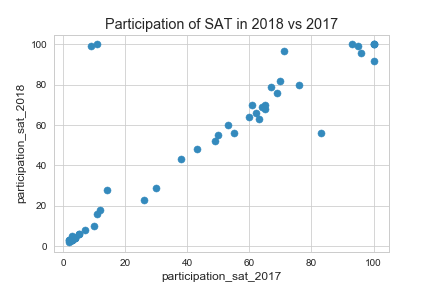 Participation of SAT in 2018 vs 2017
100
80
60
40
20
0
participation_sat_2018
0 20 40 60 80 100
participation_sat_2017